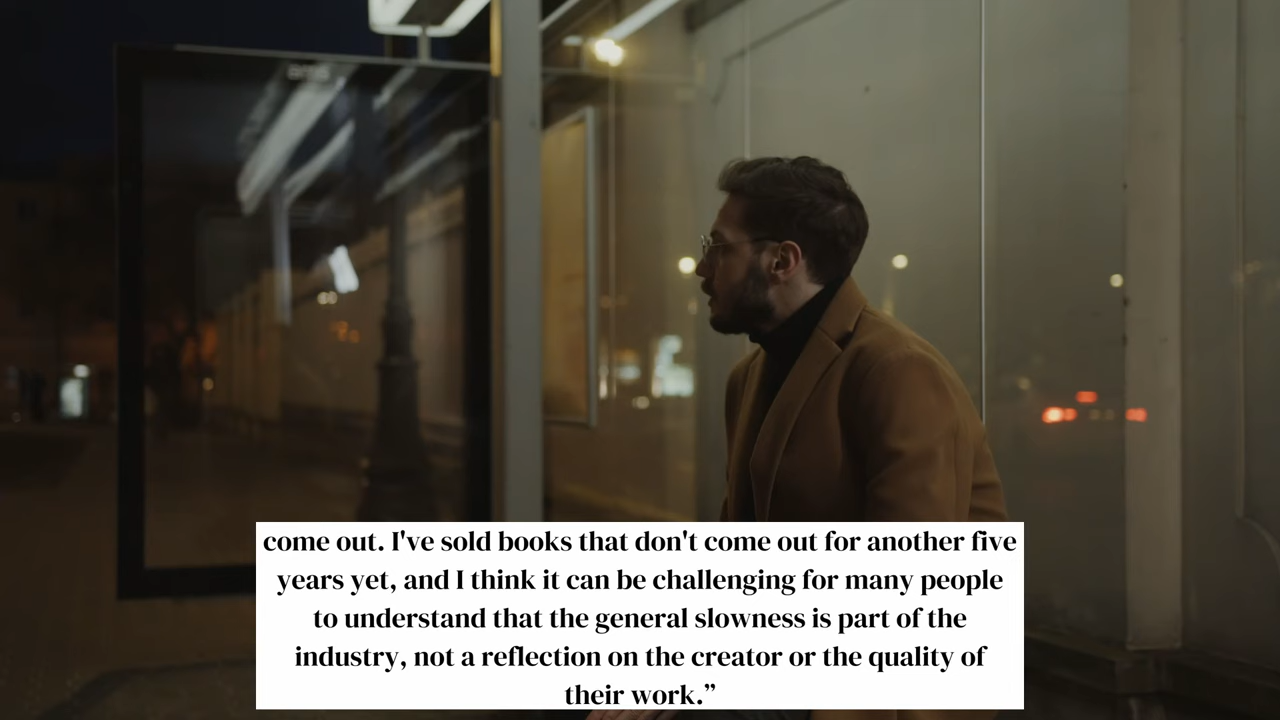 come out. I've sold books that don't come out for another five
years yet, and I think it can be challenging for many people
to understand that the general slowness is part of the
industry, not a reflection on the creator or the quality of
their work.”